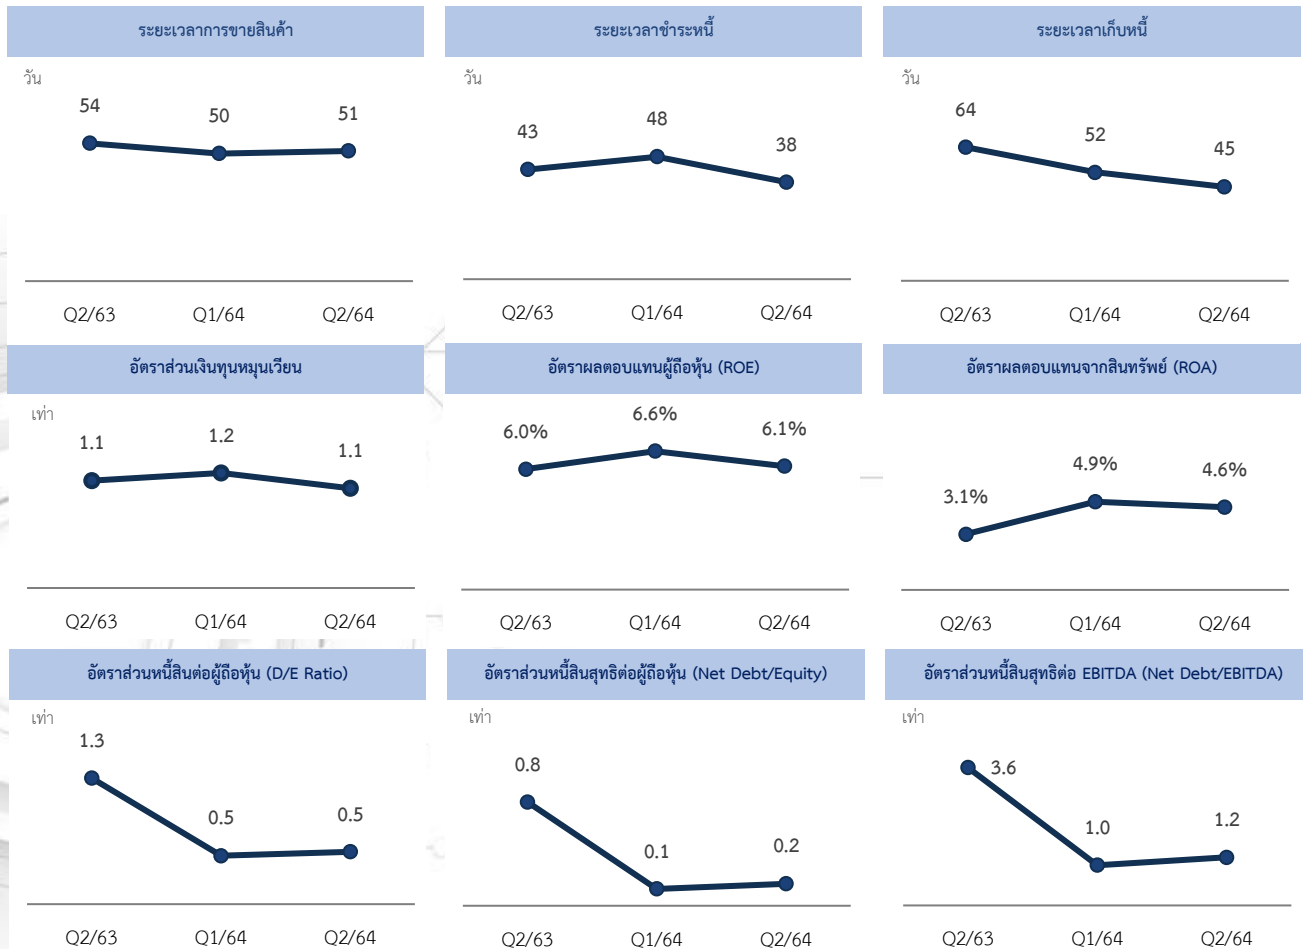 ระยะเวลาการขายสินค้า
วัน
54
50
51
Q2/63
Q1/64
Q2/64
ระยะเวลาชำระหนี้
วัน
43
48
38
Q2/63
Q1/64
Q2/64
ระยะเวลาเก็บหนี้
64
52
45
Q2/63
Q1/64
Q2/64
อัตราส่วนเงินทุนหมุนเวียน
เท่า
1.1
1.2
1.1
Q2/63
Q1/64
Q2/64
อัตราผลตอบแทนผู้ถือหุ้น (ROE)
6.0%
6.6%
6.1%
Q2/63
Q1/64
Q2/64
อัตราผลตอบแทนจากสินทรัพย์ (ROA)
3.1%
4.9%
4.6%
Q2/63
Q1/64
Q2/64
อัตราส่วนหนี้สินต่อผู้ถือหุ้น (D/E Ratio)
เท่า
1.3
0.5
0.5
Q2/63
Q1/64
Q2/64
อัตราส่วนหนี้สินสุทธิต่อผู้ถือหุ้น (Net Debt/Equity)
เท่า
0.8
0.1
0.2
Q2/63
Q1/64
Q2/64
อัตราส่วนหนี้สินสุทธิต่อ EBITDA (Net Debt/EBITDA)
เท่า
3.6
1.0
1.2
Q2/63
Q1/64
Q2/64